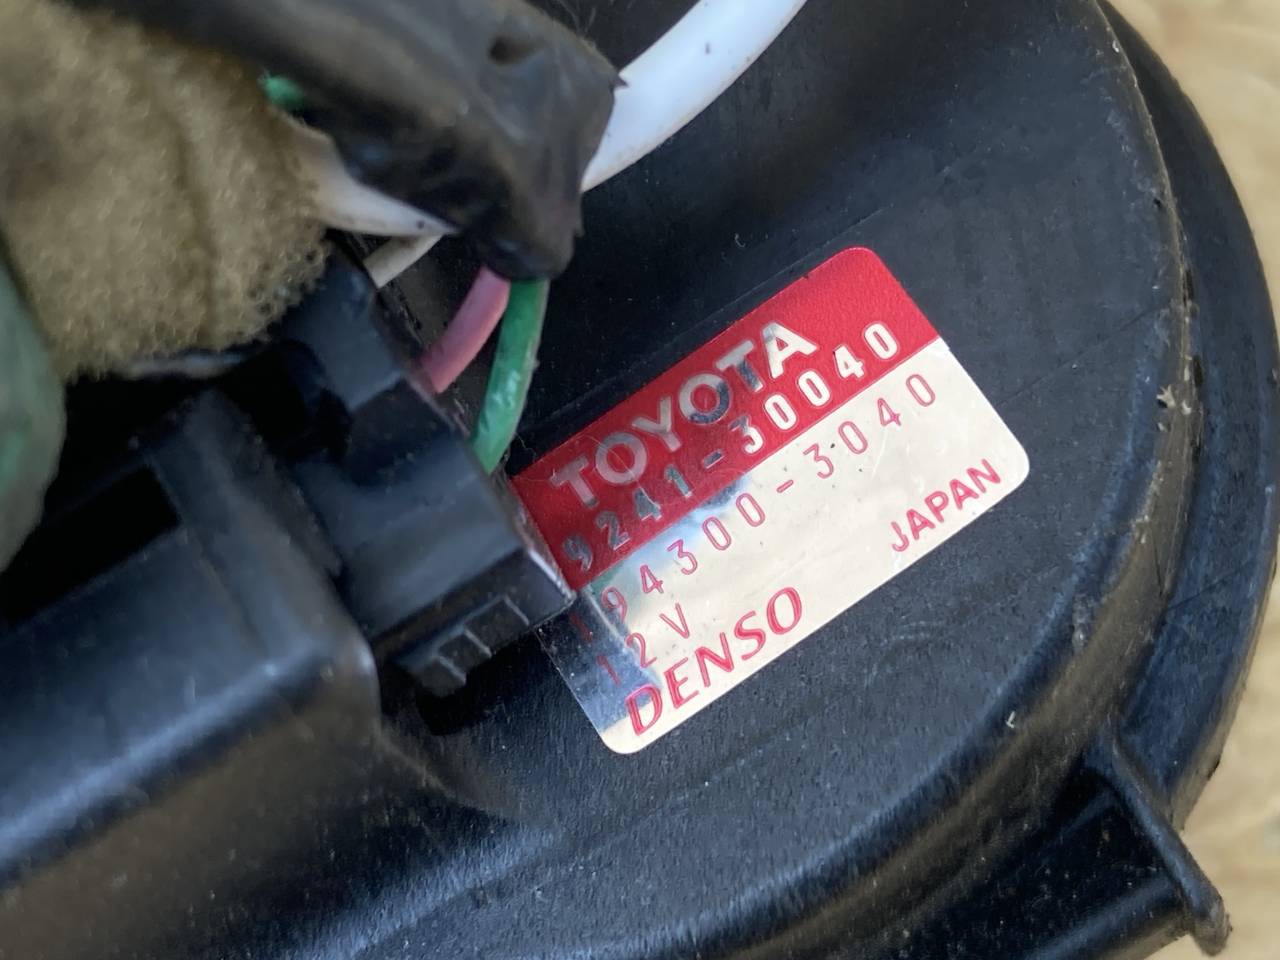 TOYOTA
9241-30040
194300-3040
12V
JAPAN
DENSO